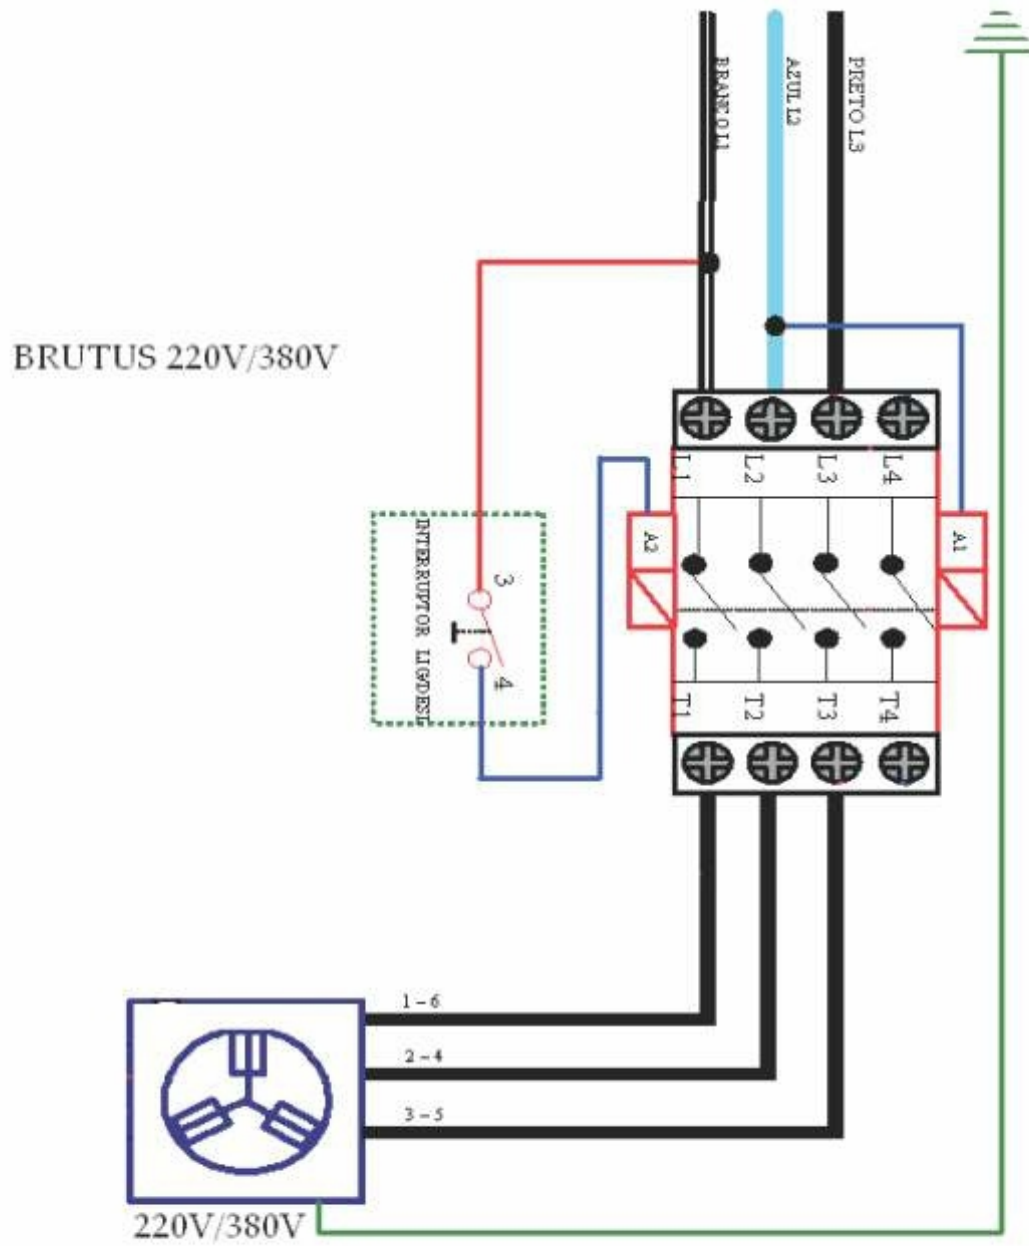 BRANCO L1
AZUL L2
PRETO L3
BRUTUS 220V/380V
L1
L2
L3
L4
A2
A1
INTERRUPTOR LIG/DESL
3
4
T1
T2
T3
T4
1 - 6
2 - 4
3 - 5
220V/380V